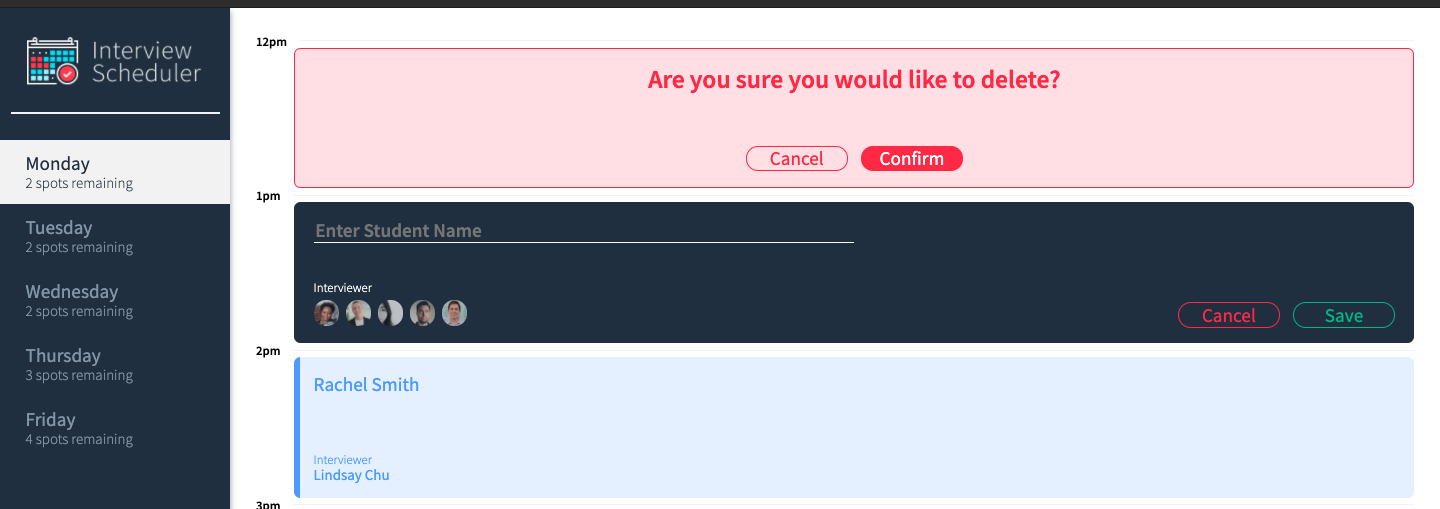 Interview
Scheduler
Monday
2 spots remaining
Tuesday
2 spots remaining
Wednesday
2 spots remaining
Thursday
3 spots remaining
Friday
4 spots remaining
12pm
Are you sure you would like to delete?
Cancel Confirm
1pm
Enter Student Name
Interviewer
Cancel Save
2pm
Rachel Smith
Interviewer
Lindsay Chu
3pm